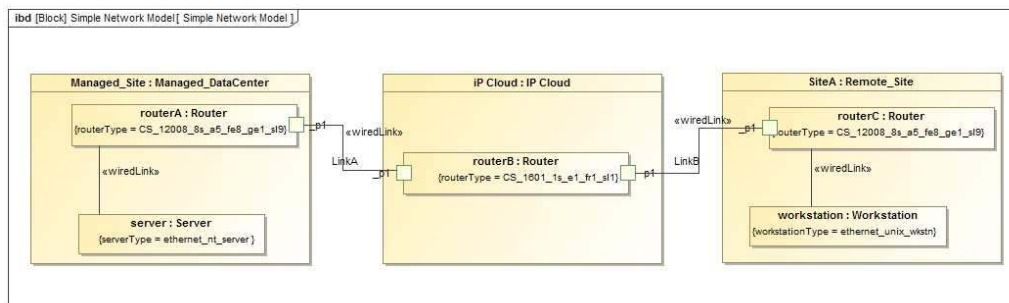 ibd [Block] Simple Network Model[ Simple Network Model ]
Managed_Site : Managed_DataCenter
routerA : Router
{routerType = CS_12008_8s_a5_fe8_ge1_sl9}
_p1
«wiredLink»
«wiredLink»
LinkA
server : Server
{serverType = ethernet_nt_server }
iP Cloud : IP Cloud
_p1
routerB : Router
{routerType = CS_1601_1s_e1_fr1_sl1}
p1
«wiredLink»
LinkB
SiteA : Remote_Site
_p1
routerC : Router
{routerType = CS_12008_8s_a5_fe8_ge1_sl9}
«wiredLink»
workstation : Workstation
{workstationType = ethernet_unix_wkstn}